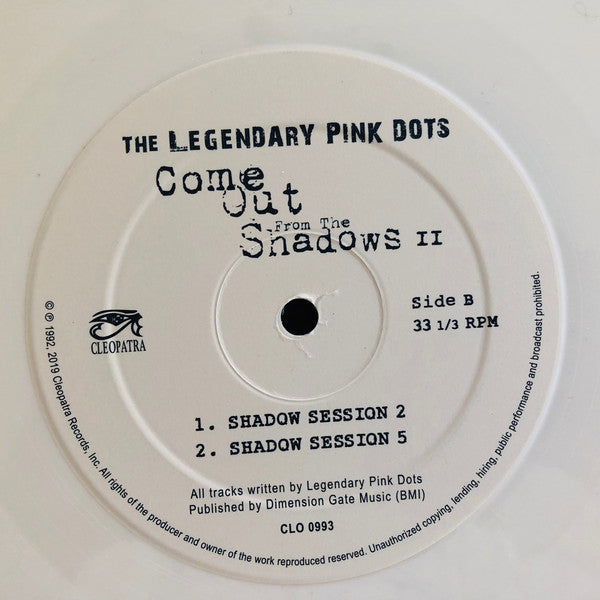 THE LEGENDARY PINK DOTS
Come
Out
From The
Shadows II
Side B
33 1/3 RPM
CLEOPATRA
1. SHADOW SESSION 2
2. SHADOW SESSION 5
All tracks written by Legendary Pink Dots
Published by Dimension Gate Music (BMI)
CLO 0993
© ℗ 1992, 2019 Cleopatra Records, Inc. All rights of the producer and owner of the work reproduced reserved. Unauthorized copying, lending, hiring, public performance and broadcast prohibited.